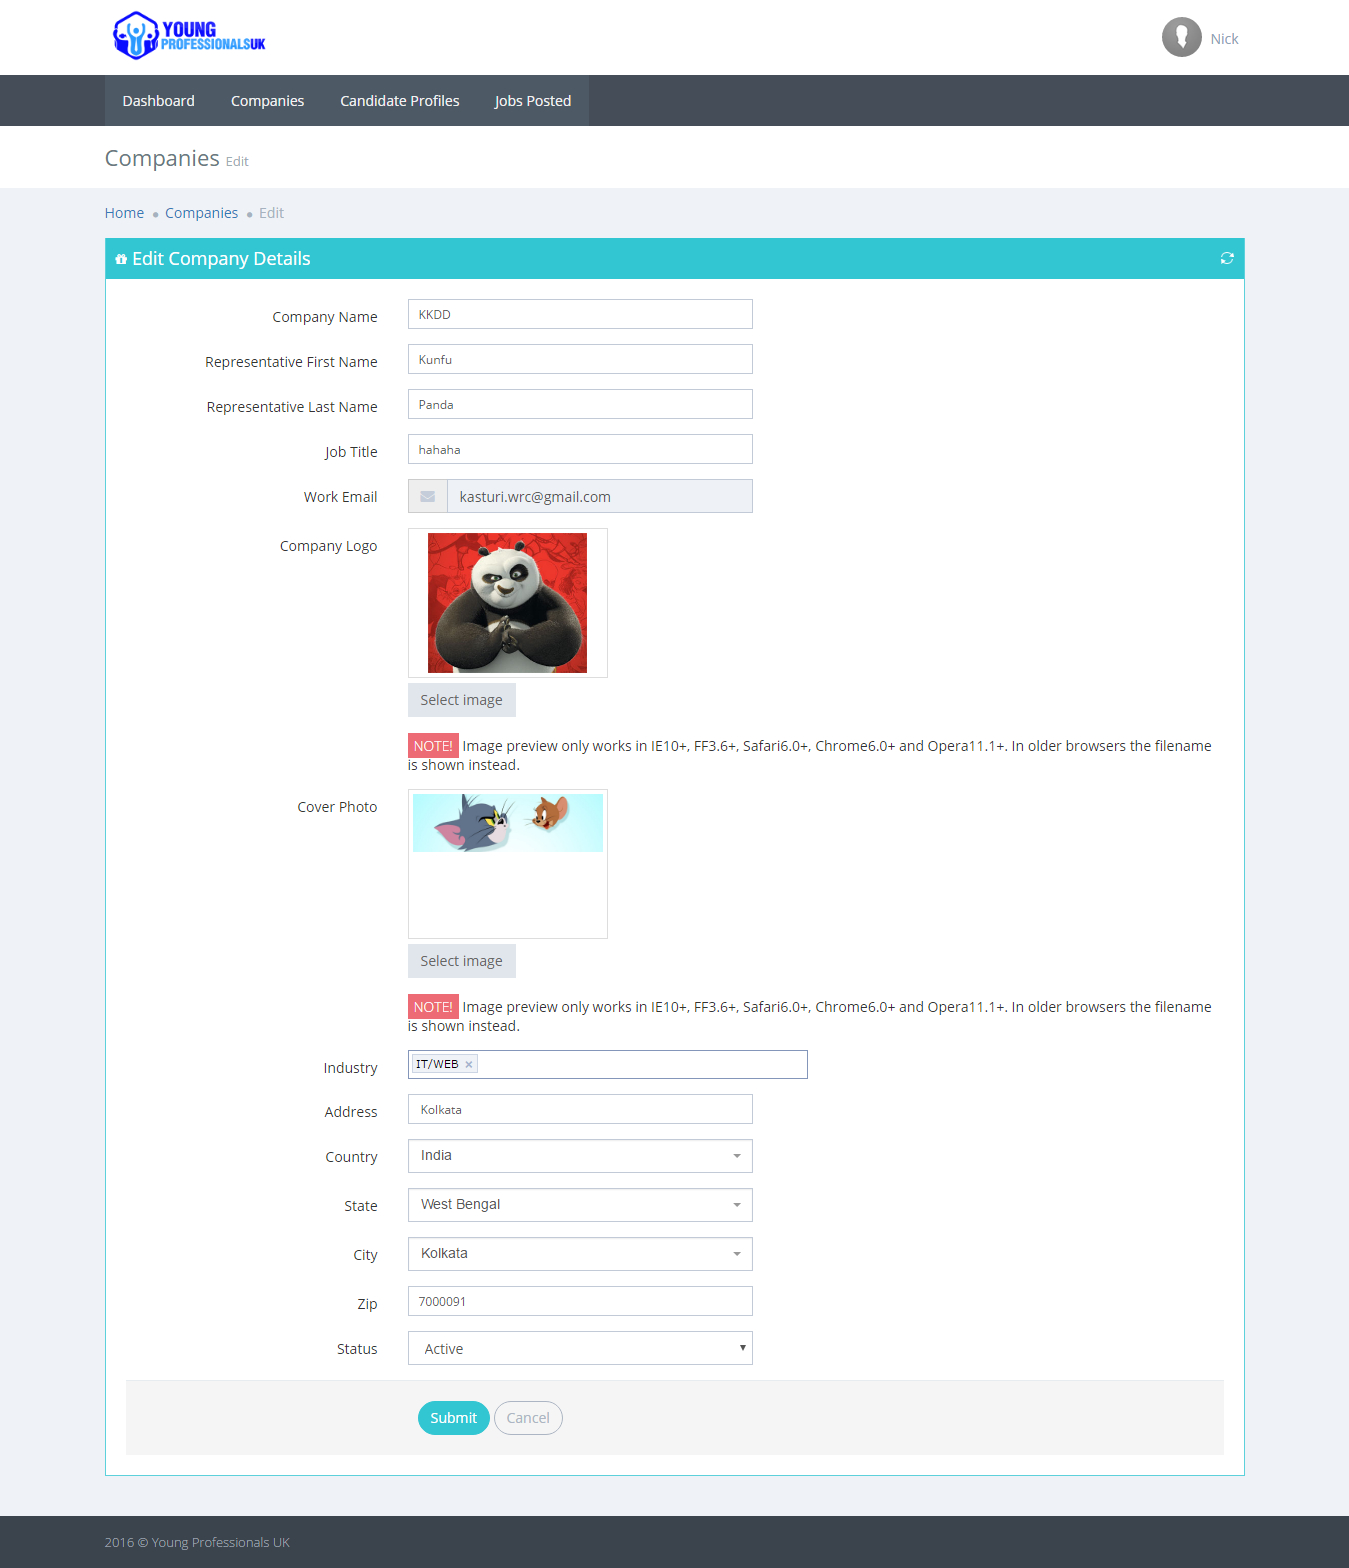 YOUNG
PROFESSIONALSUK
Nick
Dashboard Companies Candidate Profiles Jobs Posted
Companies Edit
Home Companies Edit
Edit Company Details
Company Name KKDD
Representative First Name Kunfu
Representative Last Name Panda
Job Title hahaha
Work Email kasturi.wrc@gmail.com
Company Logo
Select image
NOTE! Image preview only works in IE10+, FF3.6+, Safari6.0+, Chrome6.0+ and Opera11.1+. In older browsers the filename
is shown instead.
Cover Photo
Select image
NOTE! Image preview only works in IE10+, FF3.6+, Safari6.0+, Chrome6.0+ and Opera11.1+. In older browsers the filename
is shown instead.
Industry IT/WEB ×
Address Kolkata
Country India
State West Bengal
City Kolkata
Zip 7000091
Status Active
Submit Cancel
2016 © Young Professionals UK